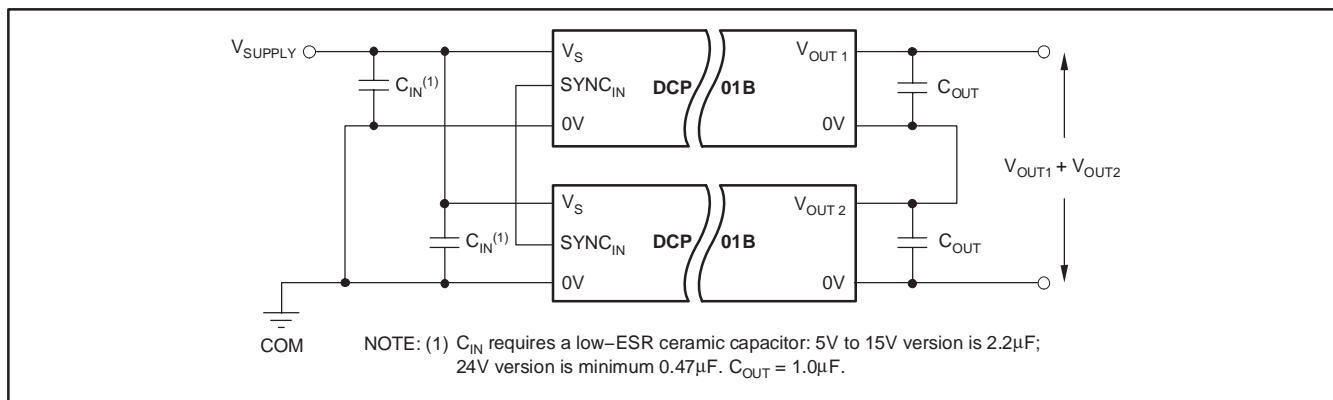 V_SUPPLY
C_IN(1)
V_S
SYNC_IN
0V
DCP
01B
V_OUT 1
0V
C_OUT
V_OUT1 + V_OUT2
C_IN(1)
V_S
SYNC_IN
0V
DCP
01B
V_OUT 2
0V
C_OUT
COM
NOTE: (1) C_IN requires a low–ESR ceramic capacitor: 5V to 15V version is 2.2μF;
24V version is minimum 0.47μF. C_OUT = 1.0μF.